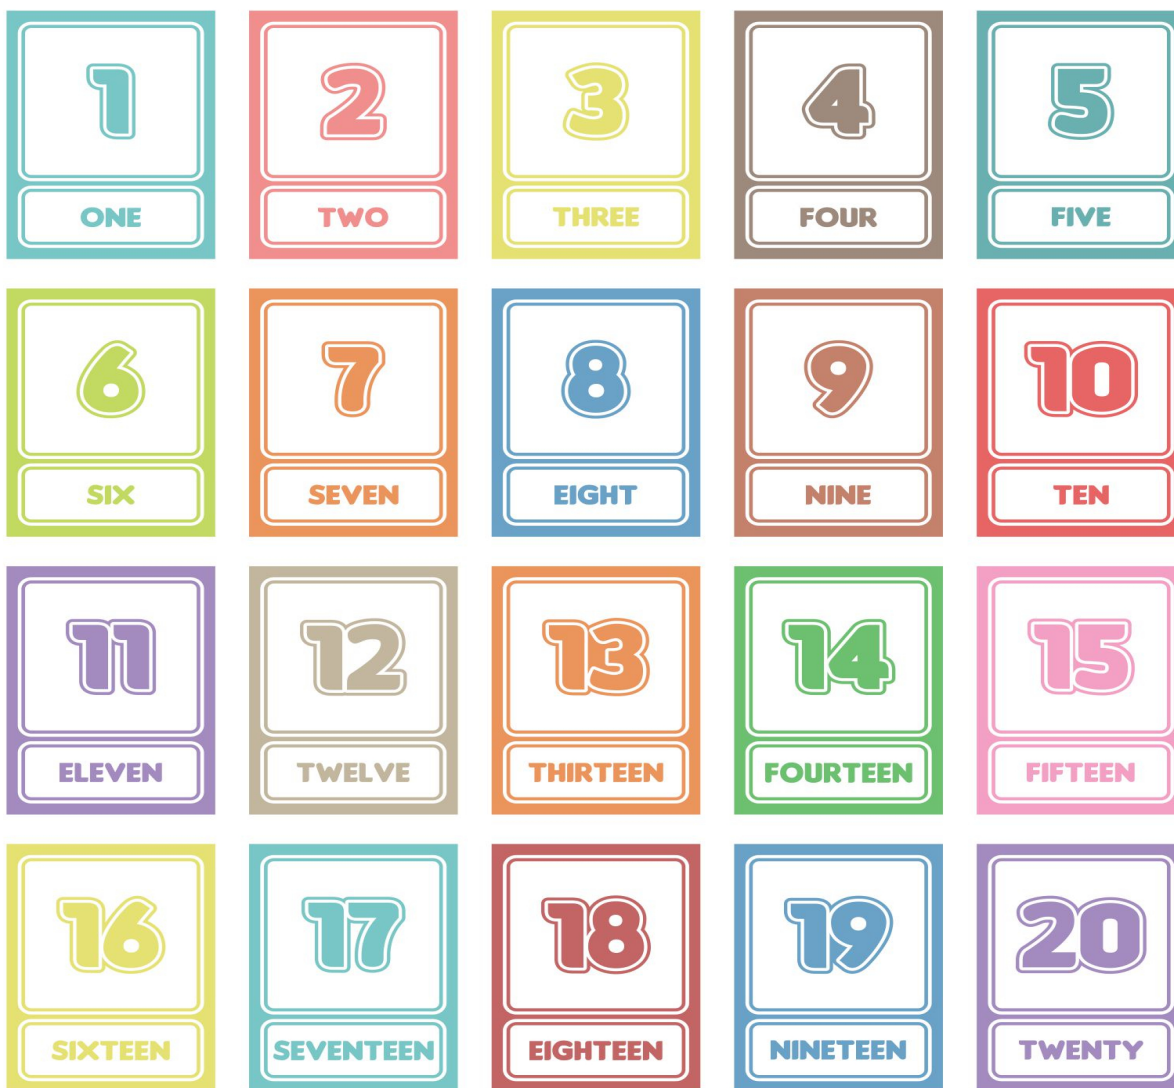 1 2 3 4 5
ONE TWO THREE FOUR FIVE
6 7 8 9 10
SIX SEVEN EIGHT NINE TEN
11 12 13 14 15
ELEVEN TWELVE THIRTEEN FOURTEEN FIFTEEN
16 17 18 19 20
SIXTEEN SEVENTEEN EIGHTEEN NINETEEN TWENTY